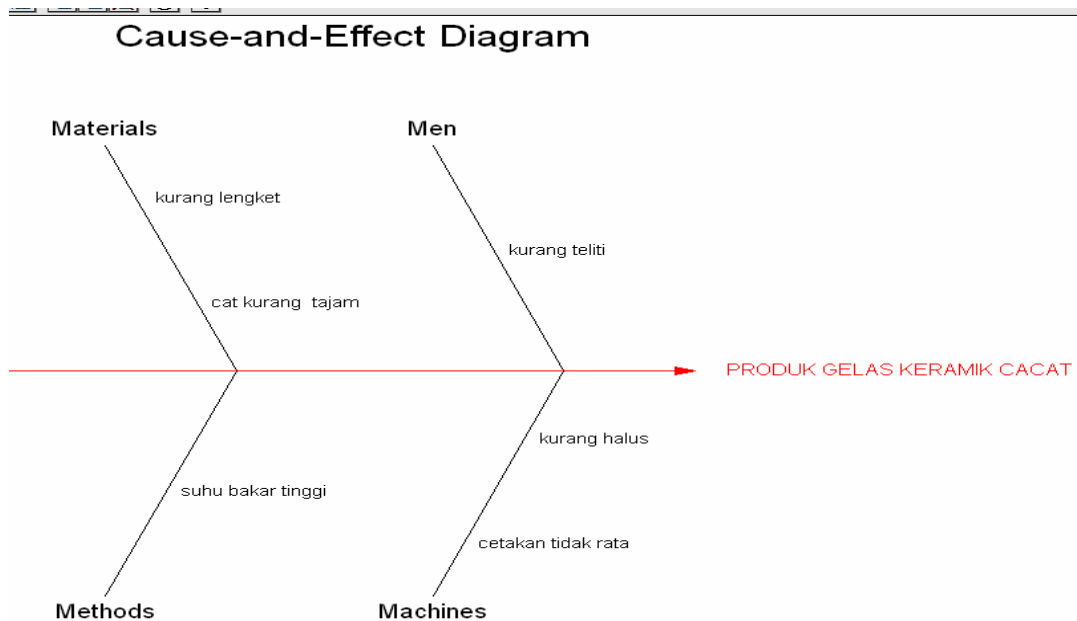 Cause-and-Effect Diagram
Materials
Men
kurang lengket
kurang teliti
cat kurang  tajam
PRODUK GELAS KERAMIK CACAT
kurang halus
suhu bakar tinggi
cetakan tidak rata
Methods
Machines